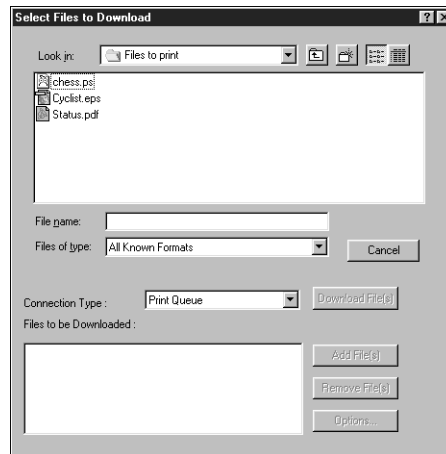 Select Files to Download
Look in: Files to print
chess.ps
Cyclist.eps
Status.pdf
File name:
Files of type: All Known Formats
Cancel
Connection Type : Print Queue
Download File(s)
Files to be Downloaded :
Add File(s)
Remove File(s)
Options...